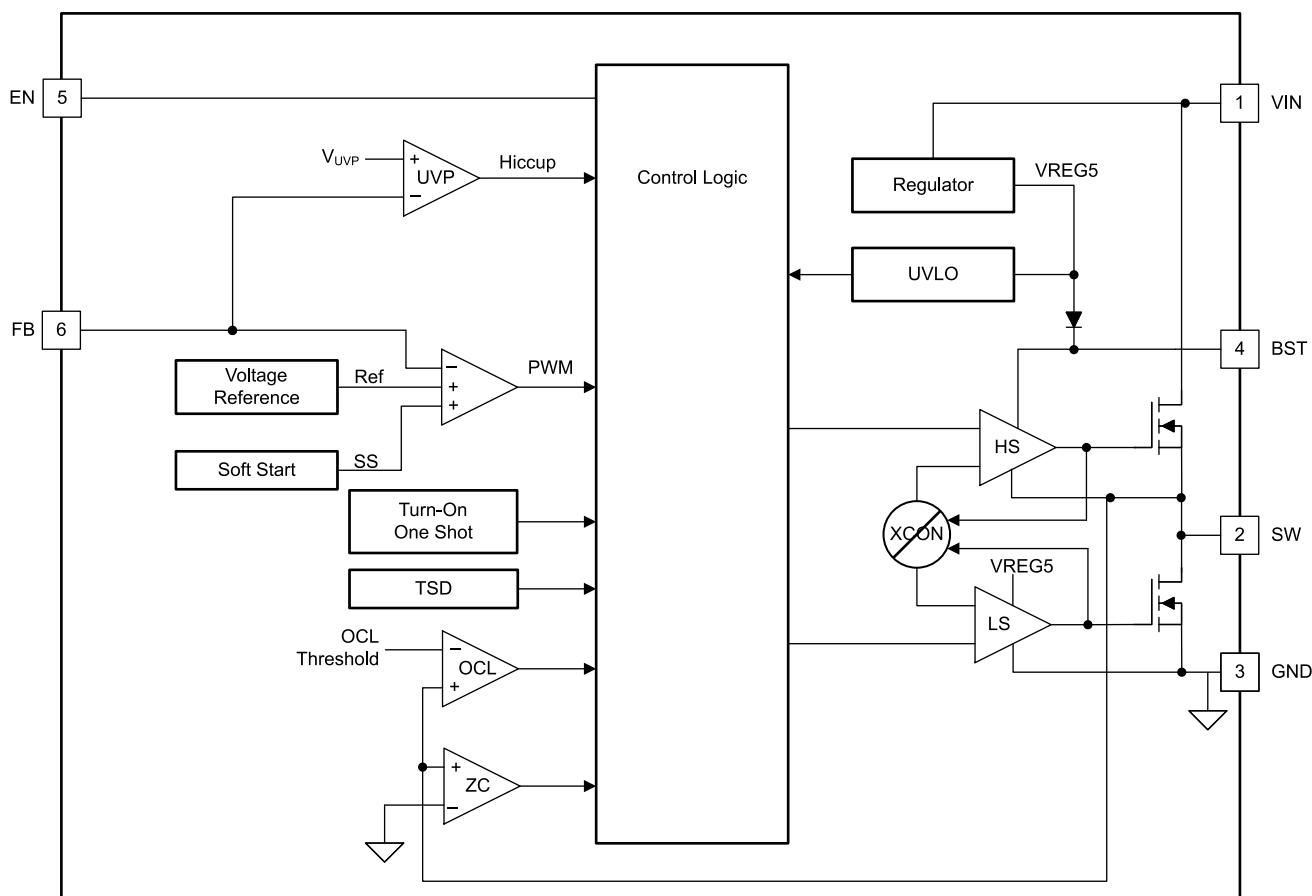 EN 5
1 VIN
V_UVP + UVP − Hiccup
Control Logic
Regulator VREG5
UVLO
FB 6
4 BST
Voltage
Reference
Ref
− + + PWM
Soft Start SS
HS
Turn-On
One Shot
XCON
2 SW
TSD
VREG5
LS
OCL
Threshold
− + OCL
3 GND
+ − ZC